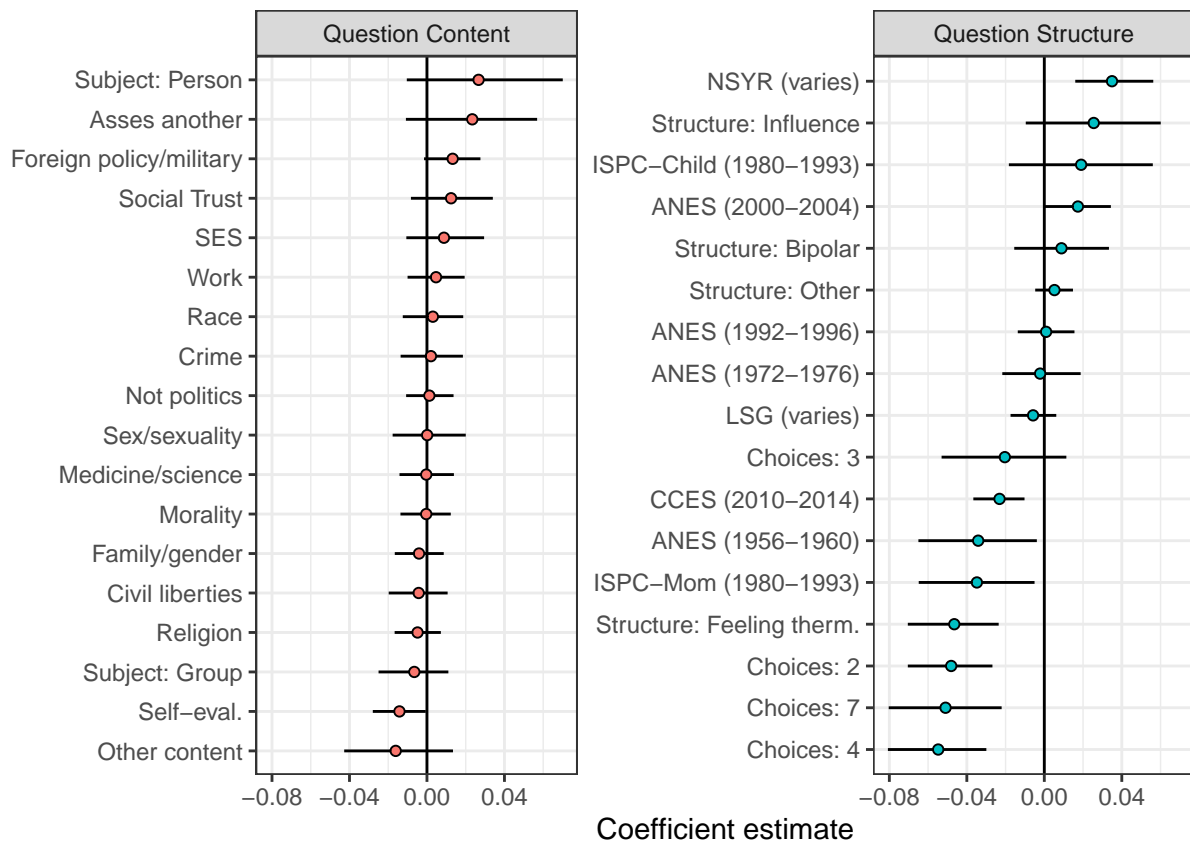 Question Content
Subject: Person
Asses another
Foreign policy/military
Social Trust
SES
Work
Race
Crime
Not politics
Sex/sexuality
Medicine/science
Morality
Family/gender
Civil liberties
Religion
Subject: Group
Self−eval.
Other content
−0.08 −0.04 0.00 0.04
Question Structure
NSYR (varies)
Structure: Influence
ISPC−Child (1980−1993)
ANES (2000−2004)
Structure: Bipolar
Structure: Other
ANES (1992−1996)
ANES (1972−1976)
LSG (varies)
Choices: 3
CCES (2010−2014)
ANES (1956−1960)
ISPC−Mom (1980−1993)
Structure: Feeling therm.
Choices: 2
Choices: 7
Choices: 4
−0.08 −0.04 0.00 0.04
Coefficient estimate